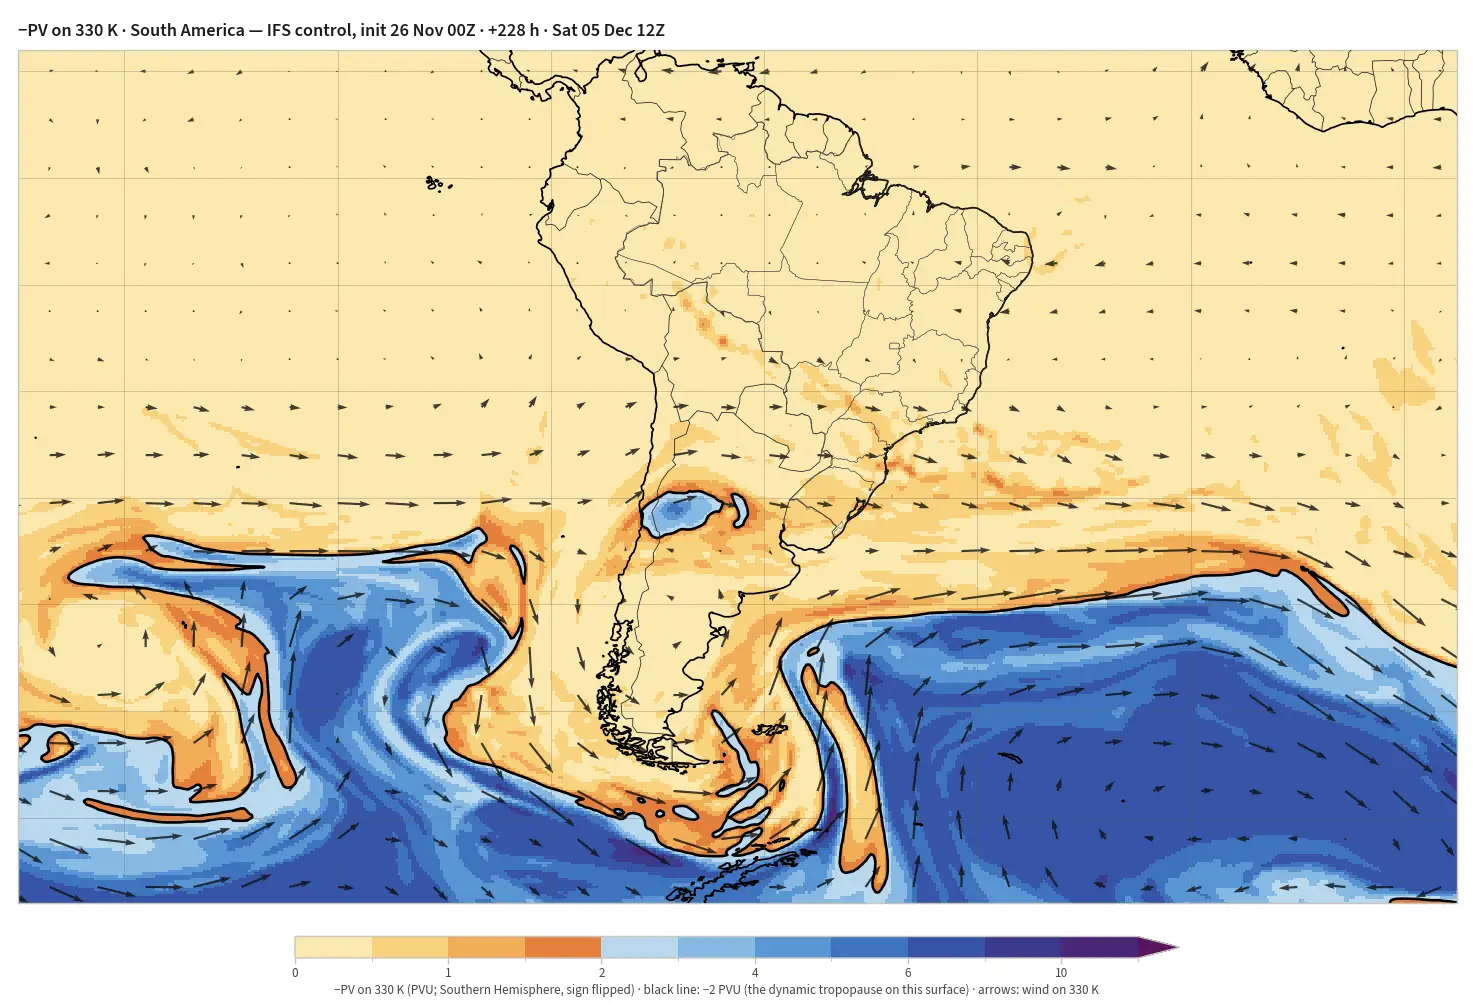 −PV on 330 K · South America — IFS control, init 26 Nov 00Z · +228 h · Sat 05 Dec 12Z
0 1 2 4 6 10
−PV on 330 K (PVU; Southern Hemisphere, sign flipped) · black line: −2 PVU (the dynamic tropopause on this surface) · arrows: wind on 330 K